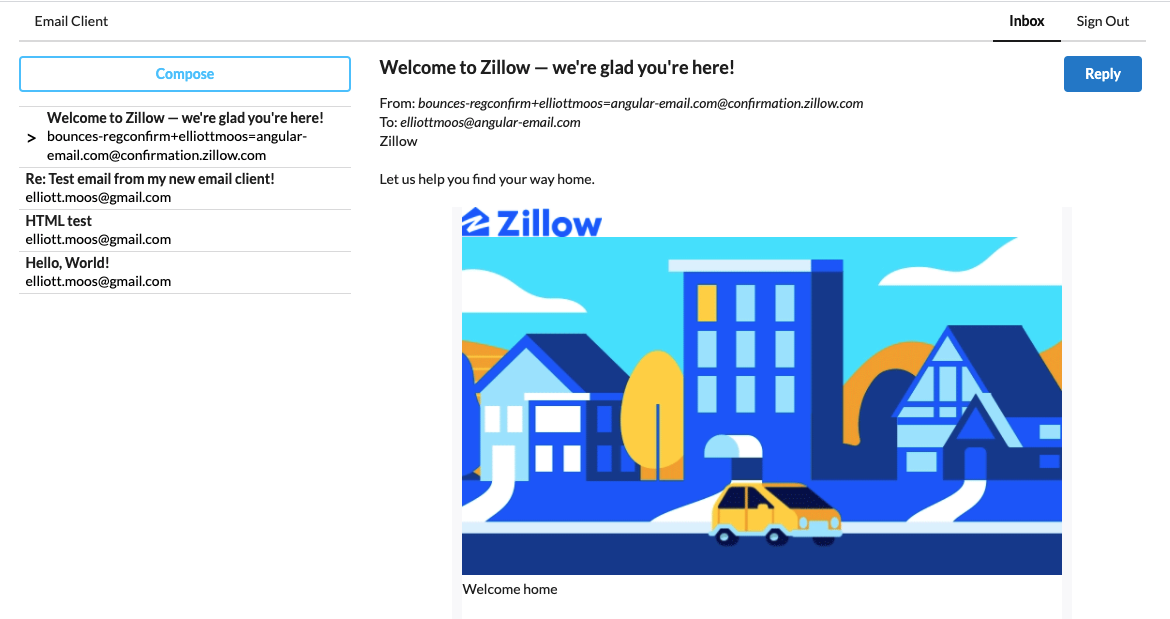 Email Client
Inbox
Sign Out
Compose
Welcome to Zillow — we're glad you're here!
> bounces-regconfirm+elliottmoos=angular-
email.com@confirmation.zillow.com
Re: Test email from my new email client!
elliott.moos@gmail.com
HTML test
elliott.moos@gmail.com
Hello, World!
elliott.moos@gmail.com
Welcome to Zillow — we're glad you're here!
Reply
From: bounces-regconfirm+elliottmoos=angular-email.com@confirmation.zillow.com
To: elliottmoos@angular-email.com
Zillow
Let us help you find your way home.
Zillow
Welcome home